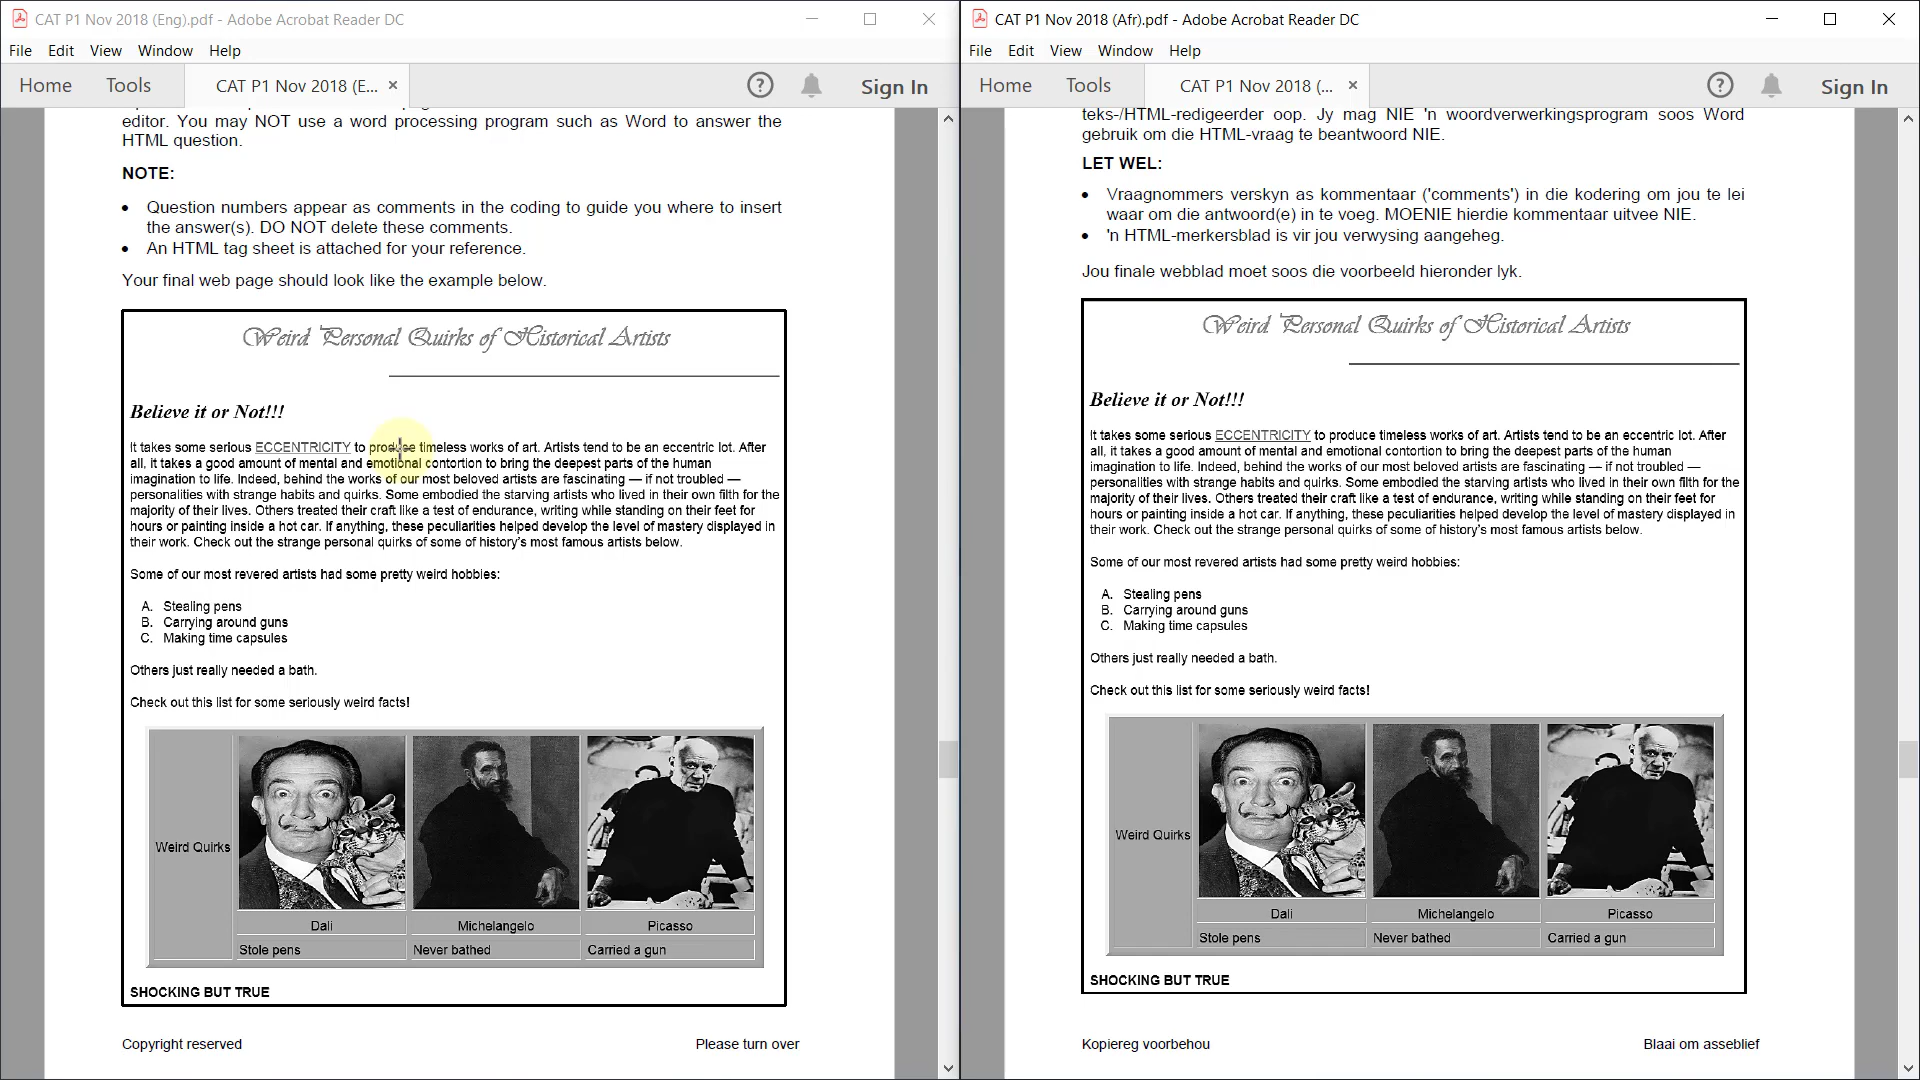 CAT P1 Nov 2018 (Eng).pdf - Adobe Acrobat Reader DC
File Edit View Window Help
Home Tools CAT P1 Nov 2018 (E... × ? Sign In
editor. You may NOT use a word processing program such as Word to answer the
HTML question.
NOTE:
• Question numbers appear as comments in the coding to guide you where to insert
the answer(s). DO NOT delete these comments.
• An HTML tag sheet is attached for your reference.
Your final web page should look like the example below.
Weird Personal Quirks of Historical Artists
Believe it or Not!!!
It takes some serious ECCENTRICITY to produce timeless works of art. Artists tend to be an eccentric lot. After
all, it takes a good amount of mental and emotional contortion to bring the deepest parts of the human
imagination to life. Indeed, behind the works of our most beloved artists are fascinating — if not troubled —
personalities with strange habits and quirks. Some embodied the starving artists who lived in their own filth for the
majority of their lives. Others treated their craft like a test of endurance, writing while standing on their feet for
hours or painting inside a hot car. If anything, these peculiarities helped develop the level of mastery displayed in
their work. Check out the strange personal quirks of some of history's most famous artists below.
Some of our most revered artists had some pretty weird hobbies:
A. Stealing pens
B. Carrying around guns
C. Making time capsules
Others just really needed a bath.
Check out this list for some seriously weird facts!
Weird Quirks
Dali Michelangelo Picasso
Stole pens Never bathed Carried a gun
SHOCKING BUT TRUE
Copyright reserved Please turn over
CAT P1 Nov 2018 (Afr).pdf - Adobe Acrobat Reader DC
File Edit View Window Help
Home Tools CAT P1 Nov 2018 (... × ? Sign In
teks-/HTML-redigeerder oop. Jy mag NIE 'n woordverwerkingsprogram soos Word
gebruik om die HTML-vraag te beantwoord NIE.
LET WEL:
• Vraagnommers verskyn as kommentaar ('comments') in die kodering om jou te lei
waar om die antwoord(e) in te voeg. MOENIE hierdie kommentaar uitvee NIE.
• 'n HTML-merkersblad is vir jou verwysing aangeheg.
Jou finale webblad moet soos die voorbeeld hieronder lyk.
Weird Personal Quirks of Historical Artists
Believe it or Not!!!
It takes some serious ECCENTRICITY to produce timeless works of art. Artists tend to be an eccentric lot. After
all, it takes a good amount of mental and emotional contortion to bring the deepest parts of the human
imagination to life. Indeed, behind the works of our most beloved artists are fascinating — if not troubled —
personalities with strange habits and quirks. Some embodied the starving artists who lived in their own filth for the
majority of their lives. Others treated their craft like a test of endurance, writing while standing on their feet for
hours or painting inside a hot car. If anything, these peculiarities helped develop the level of mastery displayed in
their work. Check out the strange personal quirks of some of history's most famous artists below.
Some of our most revered artists had some pretty weird hobbies:
A. Stealing pens
B. Carrying around guns
C. Making time capsules
Others just really needed a bath.
Check out this list for some seriously weird facts!
Weird Quirks
Dali Michelangelo Picasso
Stole pens Never bathed Carried a gun
SHOCKING BUT TRUE
Kopiereg voorbehou Blaai om asseblief